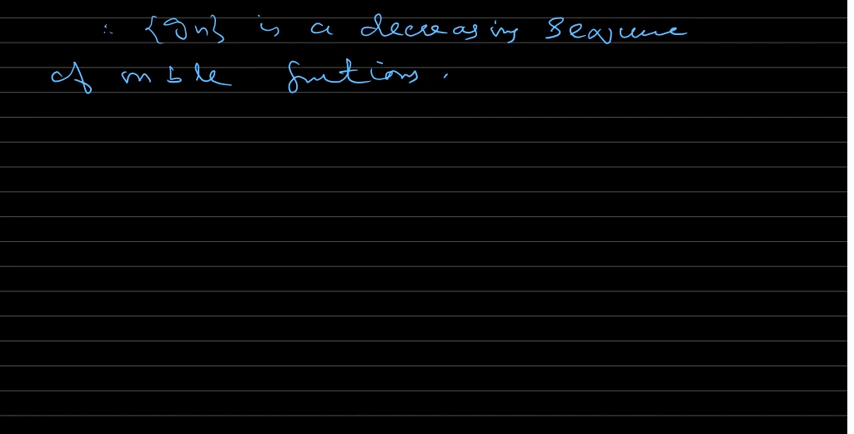 ∴ {gn} is a decreasing sequence
of mble functions.